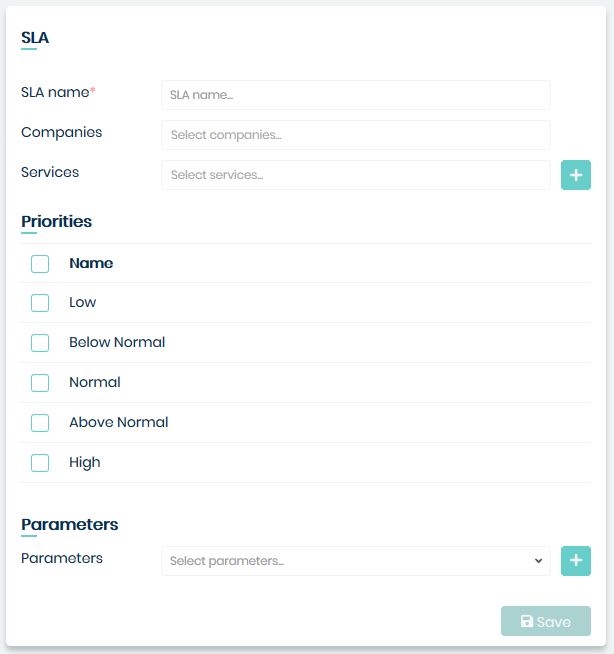 SLA
SLA name*
SLA name...
Companies
Select companies...
Services
Select services...
+
Priorities
Name
Low
Below Normal
Normal
Above Normal
High
Parameters
Parameters
Select parameters...
+
Save